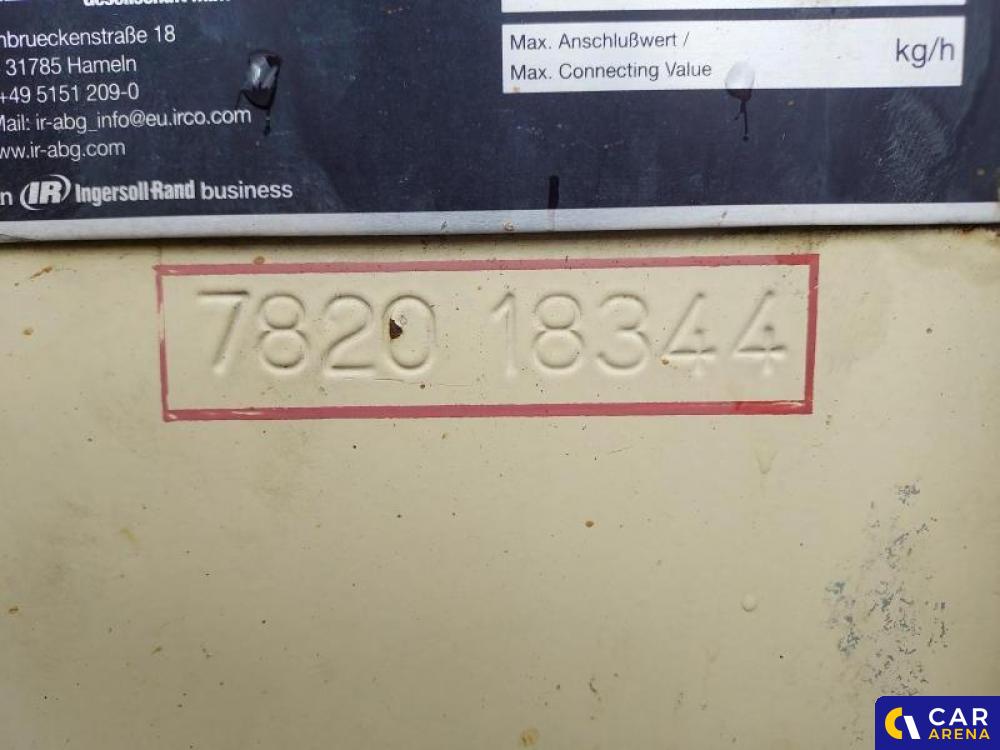 nbrueckenstraße 18
31785 Hameln
+49 5151 209-0
Mail: ir-abg_info@eu.irco.com
www.ir-abg.com
n IR Ingersoll-Rand business
Max. Anschlußwert /
Max. Connecting Value
kg/h
7820 18344
CAR
ARENA